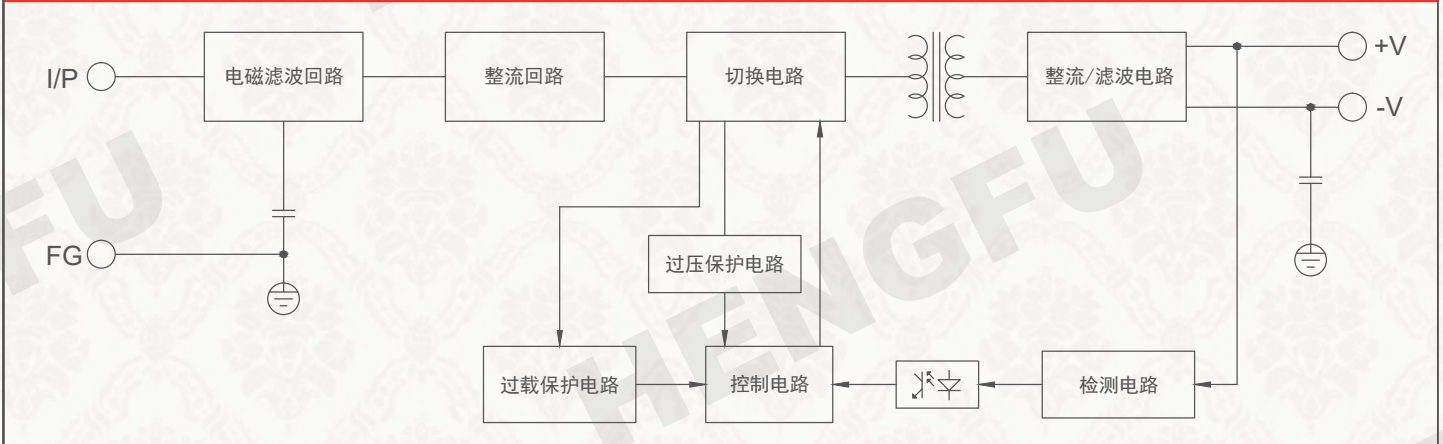 I/P
电磁滤波回路
整流回路
切换电路
整流/滤波电路
+V
-V
FG
过压保护电路
过载保护电路
控制电路
检测电路
HENGFU
FU